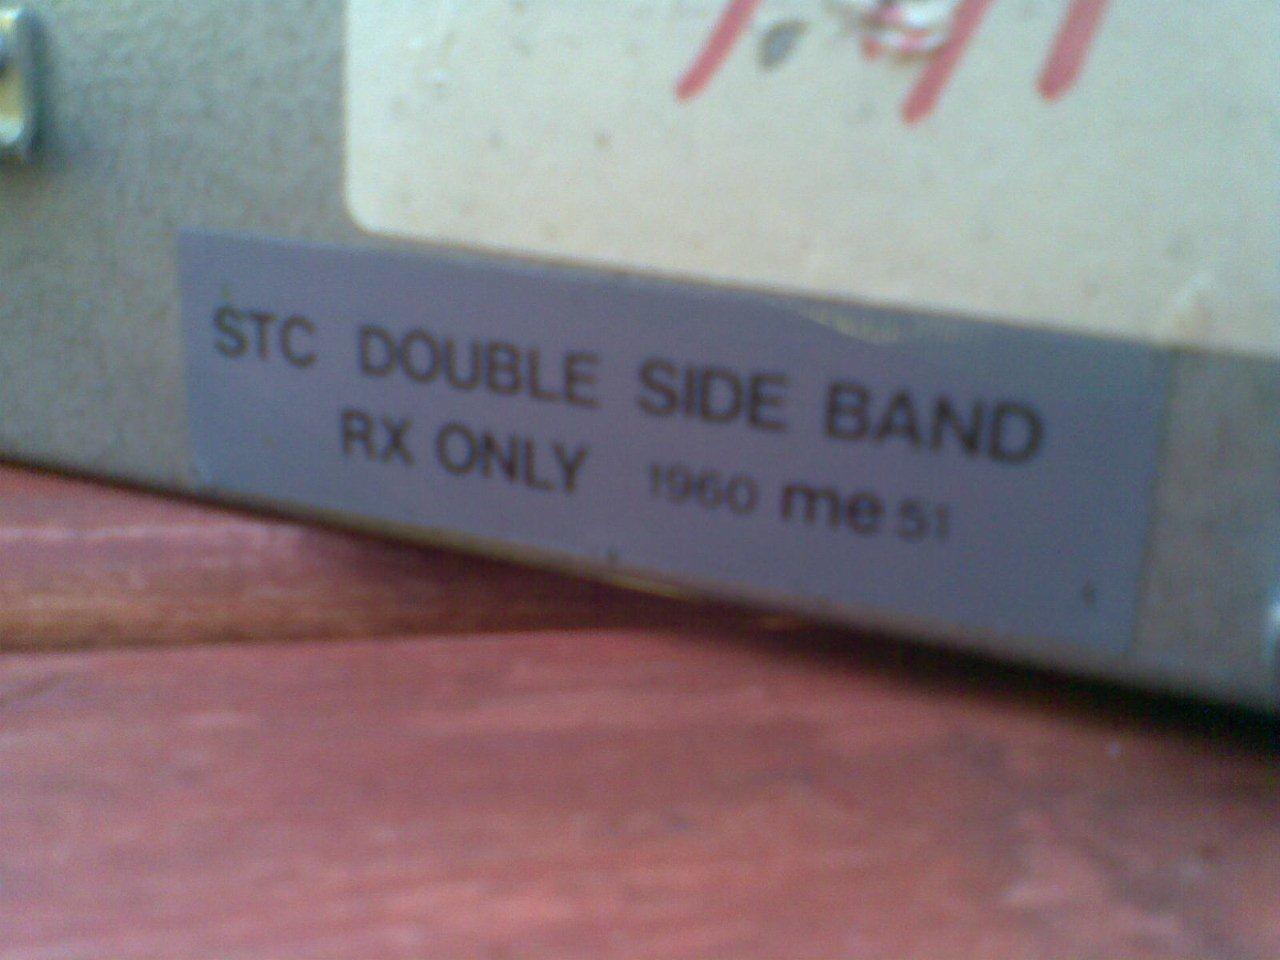 STC DOUBLE SIDE BAND
RX ONLY 1960 me 51